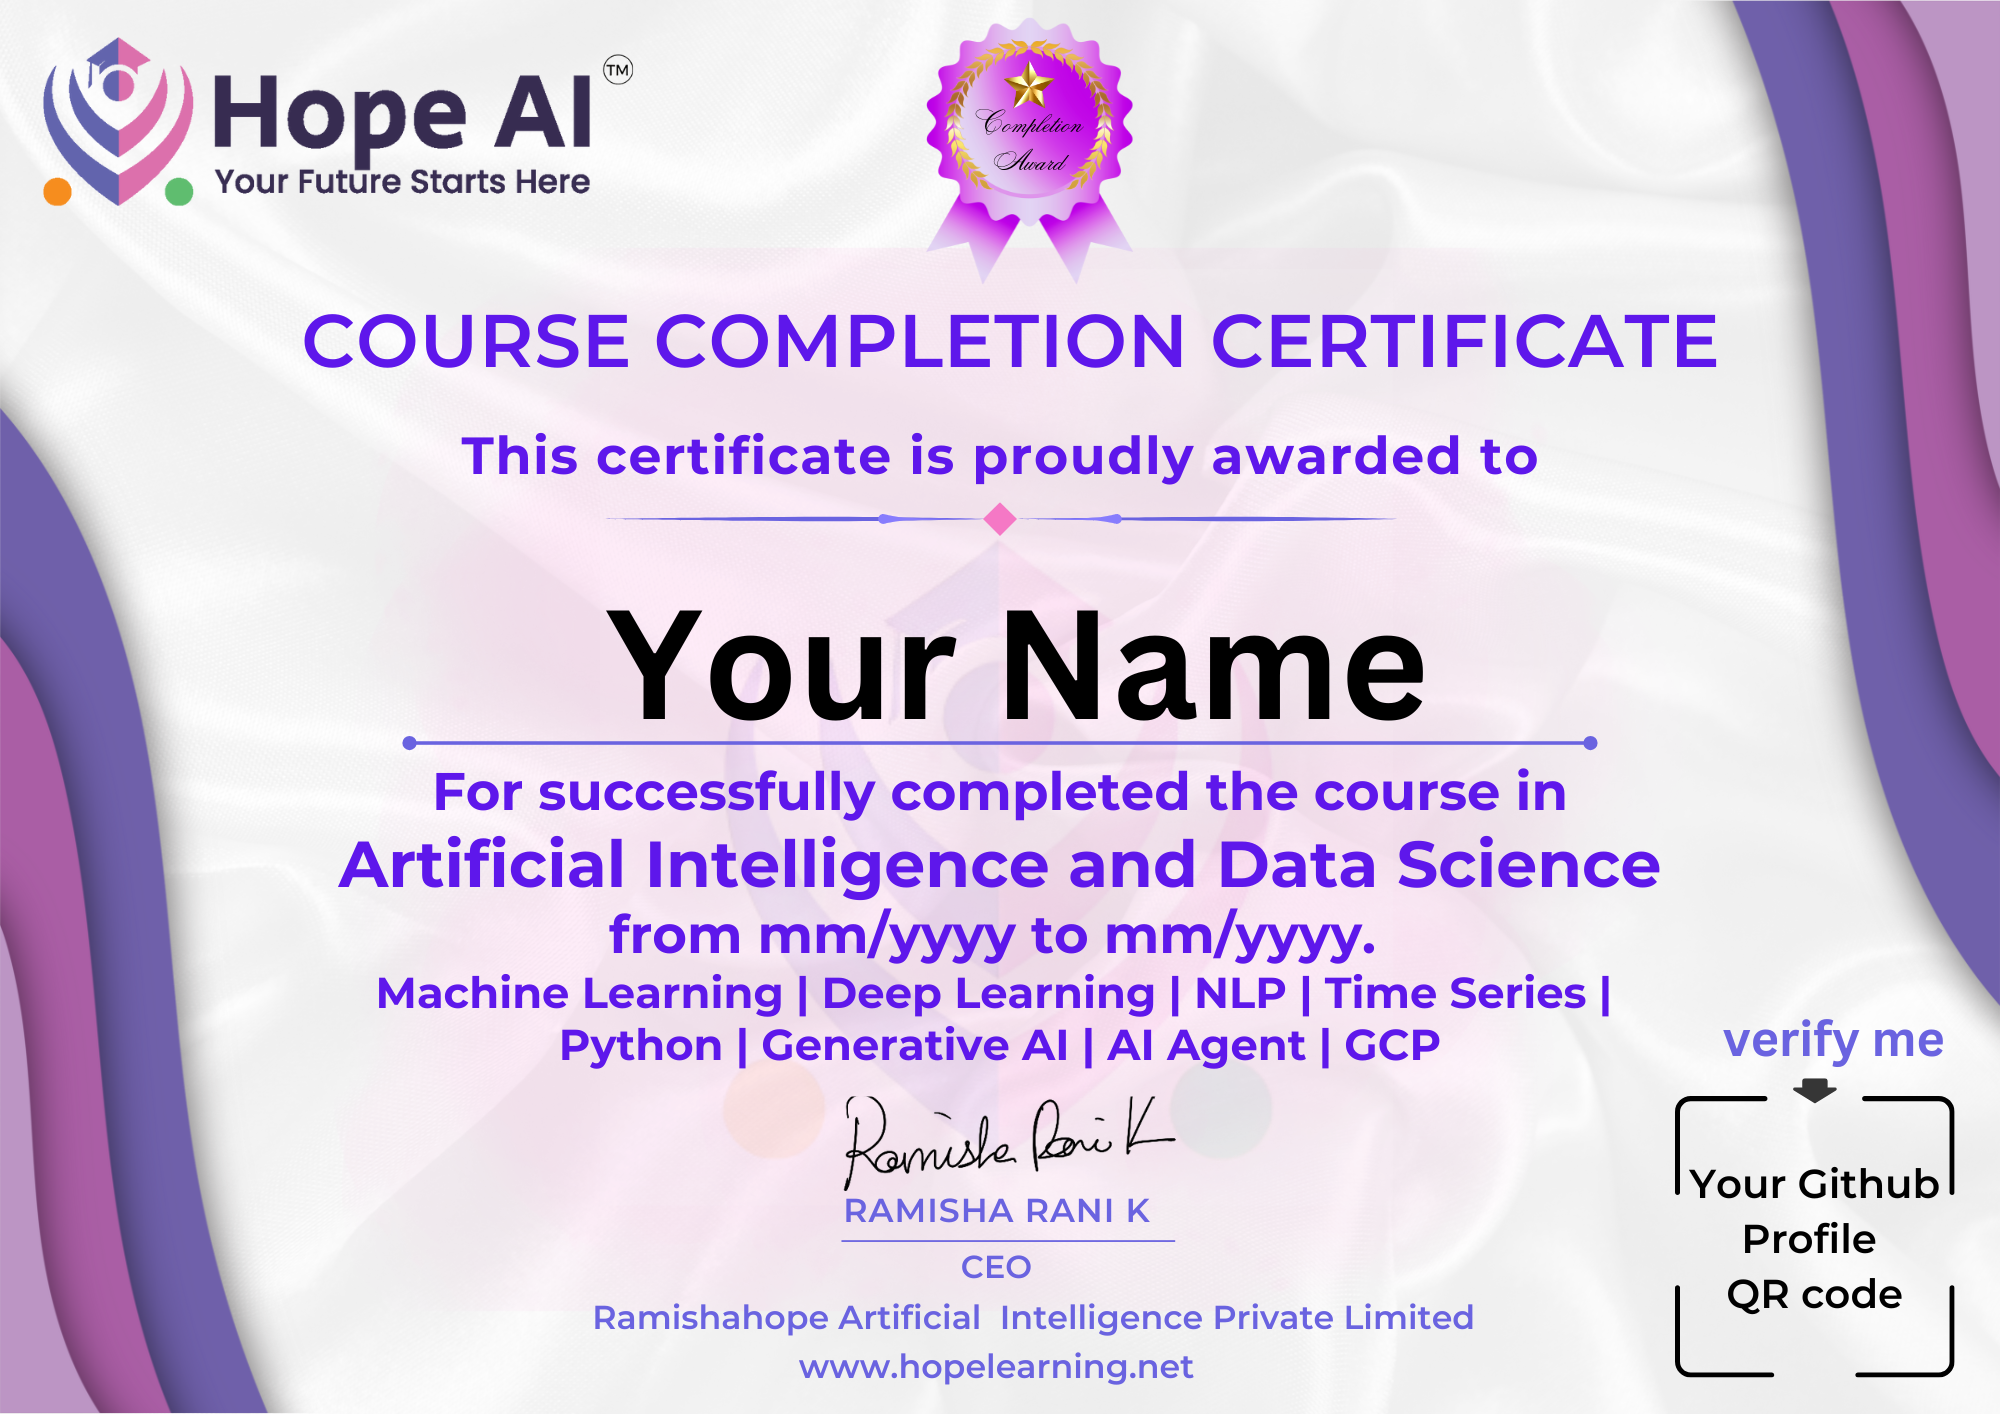 Hope AI TM
Your Future Starts Here
Completion
Award
COURSE COMPLETION CERTIFICATE
This certificate is proudly awarded to
Your Name
For successfully completed the course in
Artificial Intelligence and Data Science
from mm/yyyy to mm/yyyy.
Machine Learning | Deep Learning | NLP | Time Series |
Python | Generative AI | AI Agent | GCP
Ramisha Rani K
RAMISHA RANI K
CEO
Ramishahope Artificial Intelligence Private Limited
www.hopelearning.net
verify me
Your Github
Profile
QR code